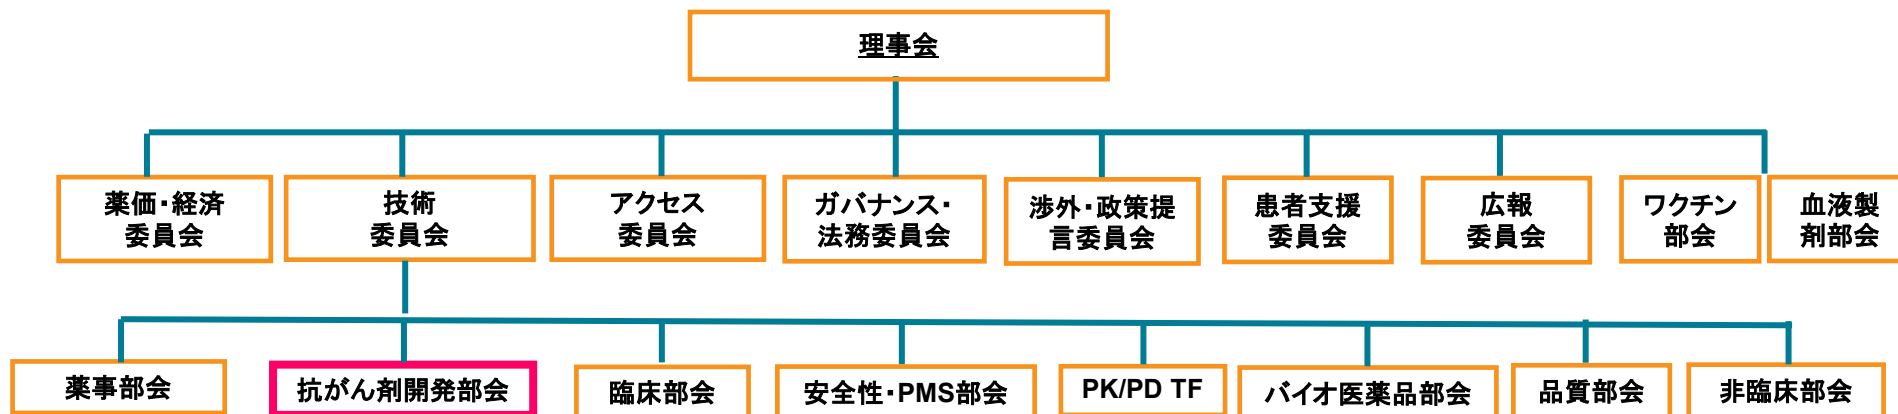 理事会
薬価・経済
委員会
技術
委員会
アクセス
委員会
ガバナンス・
法務委員会
渉外・政策提
言委員会
患者支援
委員会
広報
委員会
ワクチン
部会
血液製
剤部会
薬事部会
抗がん剤開発部会
臨床部会
安全性・PMS部会
PK/PD TF
バイオ医薬品部会
品質部会
非臨床部会